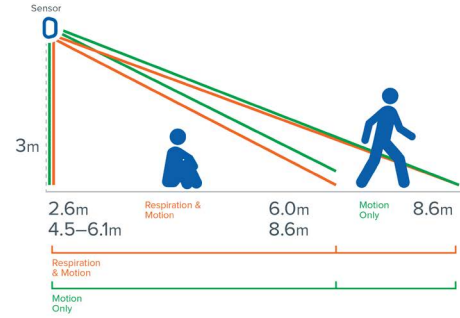 Sensor
3m
2.6m
4.5–6.1m
Respiration &
Motion
6.0m
8.6m
Motion
Only
8.6m
Respiration
& Motion
Motion
Only